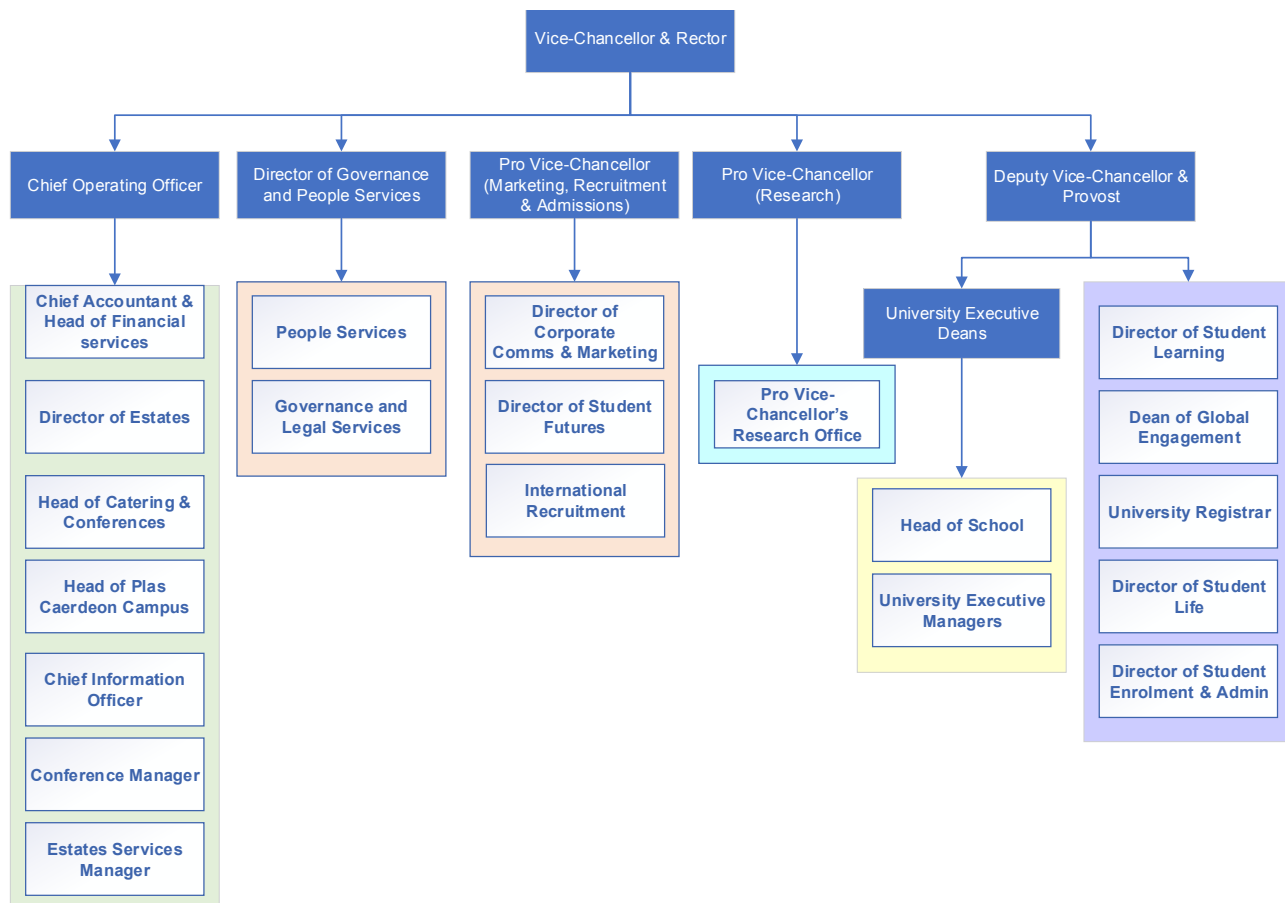 Vice-Chancellor & Rector
Chief Operating Officer
Director of Governance
and People Services
Pro Vice-Chancellor
(Marketing, Recruitment
& Admissions)
Pro Vice-Chancellor
(Research)
Deputy Vice-Chancellor &
Provost
Chief Accountant &
Head of Financial
services
Director of Estates
Head of Catering &
Conferences
Head of Plas
Caerdeon Campus
Chief Information
Officer
Conference Manager
Estates Services
Manager
People Services
Governance and
Legal Services
Director of
Corporate
Comms & Marketing
Director of Student
Futures
International
Recruitment
Pro Vice-
Chancellor’s
Research Office
University Executive
Deans
Head of School
University Executive
Managers
Director of Student
Learning
Dean of Global
Engagement
University Registrar
Director of Student
Life
Director of Student
Enrolment & Admin